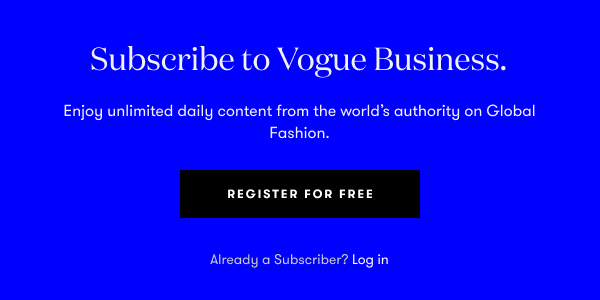 Subscribe to Vogue Business.
Enjoy unlimited daily content from the world's authority on Global
Fashion.
REGISTER FOR FREE
Already a Subscriber? Log in